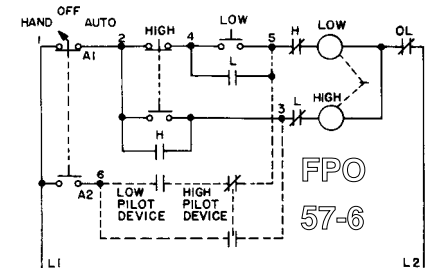 OFF
HAND AUTO
HIGH
LOW
1 2 4 5 H LOW OL
A1
L
HIGH
3 L
H
6
A2
LOW PILOT DEVICE
HIGH PILOT DEVICE
FPO
57-6
L1 L2